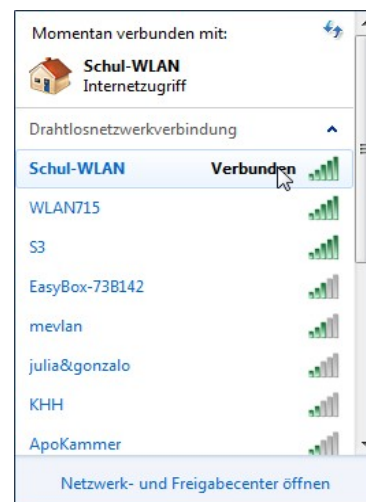 Momentan verbunden mit:
Schul-WLAN
Internetzugriff
Drahtlosnetzwerkverbindung
Schul-WLAN Verbunden
WLAN715
S3
EasyBox-73B142
mevlan
julia&gonzalo
KHH
ApoKammer
Netzwerk- und Freigabecenter öffnen